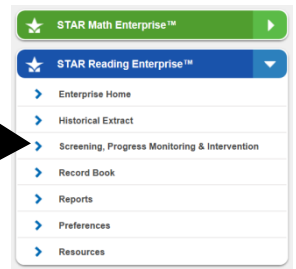 STAR Math Enterprise™
STAR Reading Enterprise™
Enterprise Home
Historical Extract
Screening, Progress Monitoring & Intervention
Record Book
Reports
Preferences
Resources